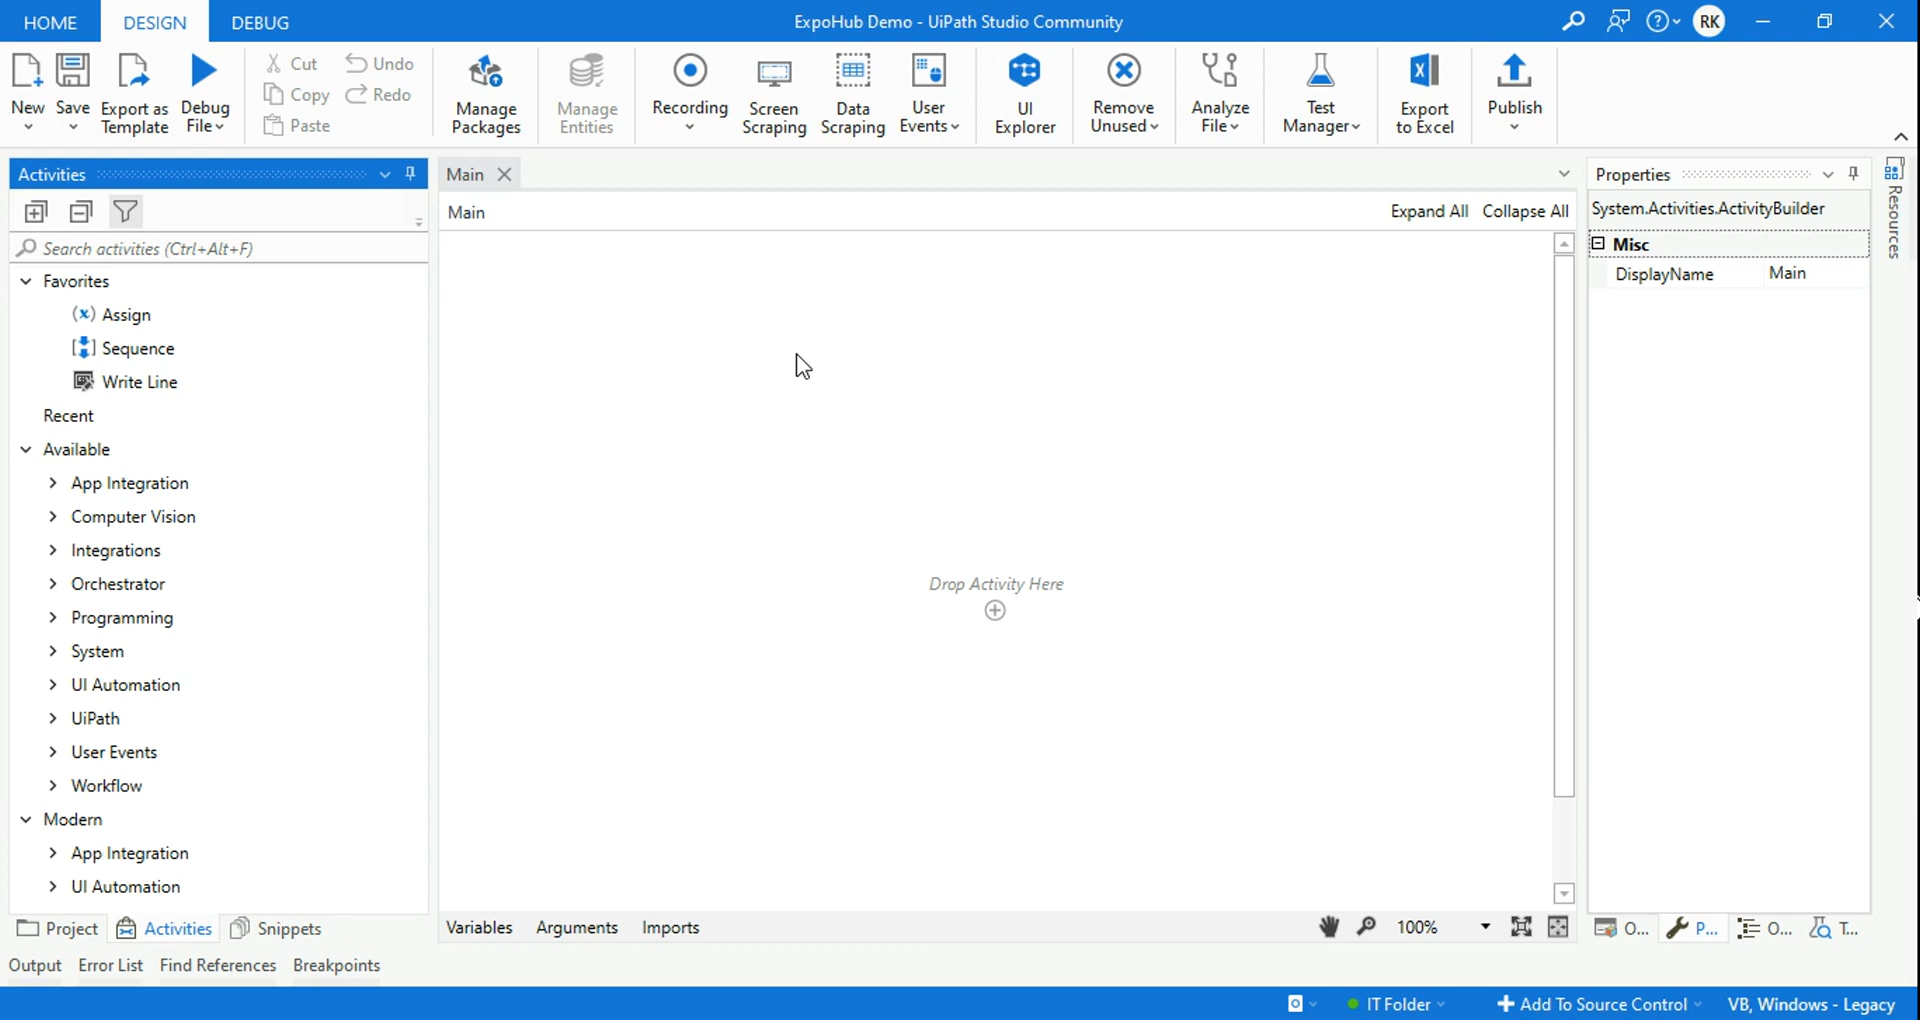 HOME DESIGN DEBUG ExpoHub Demo - UiPath Studio Community RK
New Save Export as Template Debug File
Cut Copy Paste Undo Redo
Manage Packages
Manage Entities
Recording
Screen Scraping
Data Scraping
User Events
UI Explorer
Remove Unused
Analyze File
Test Manager
Export to Excel
Publish
Activities
Search activities (Ctrl+Alt+F)
Favorites
(x) Assign
Sequence
Write Line
Recent
Available
App Integration
Computer Vision
Integrations
Orchestrator
Programming
System
UI Automation
UiPath
User Events
Workflow
Modern
App Integration
UI Automation
Project Activities Snippets
Main
Main Expand All Collapse All
Drop Activity Here
Variables Arguments Imports 100%
Properties
System.Activities.ActivityBuilder
Misc
DisplayName Main
O... P... O... T...
Resources
Output Error List Find References Breakpoints
IT Folder Add To Source Control VB, Windows - Legacy